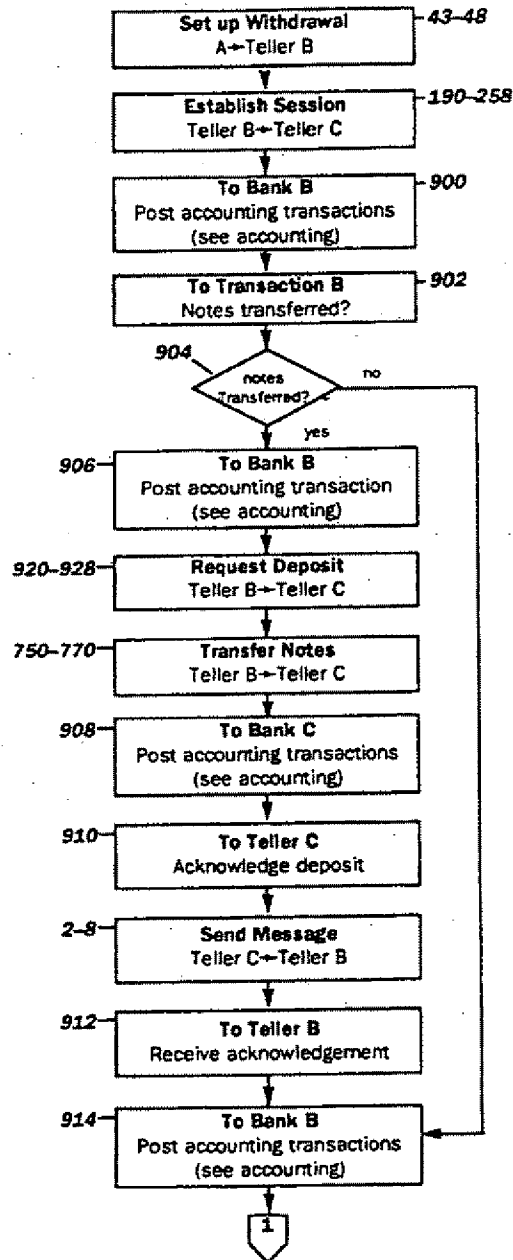 Set up Withdrawal
A→Teller B
43–48
Establish Session
Teller B→Teller C
190–258
To Bank B
Post accounting transactions
(see accounting)
900
To Transaction B
Notes transferred?
902
904
notes
Transferred?
no
yes
906
To Bank B
Post accounting transaction
(see accounting)
920–928
Request Deposit
Teller B→Teller C
750–770
Transfer Notes
Teller B→Teller C
908
To Bank C
Post accounting transactions
(see accounting)
910
To Teller C
Acknowledge deposit
2–8
Send Message
Teller C→Teller B
912
To Teller B
Receive acknowledgement
914
To Bank B
Post accounting transactions
(see accounting)
1